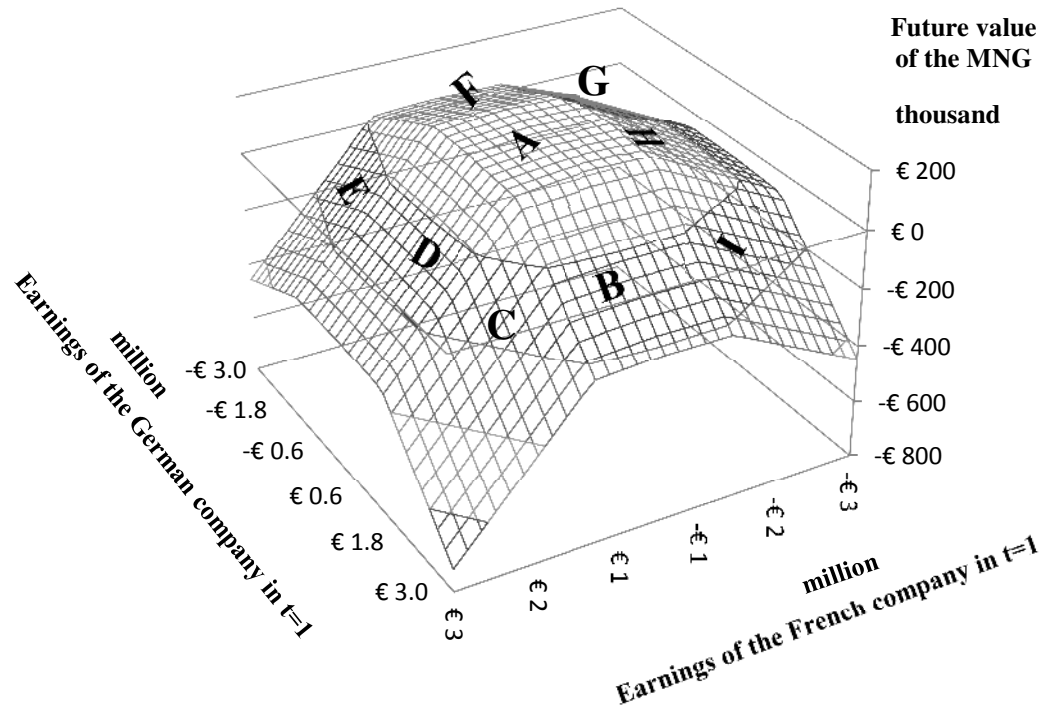 Future value
of the MNG
thousand
€ 200
€ 0
-€ 200
-€ 400
-€ 600
-€ 800
F
G
A
H
E
D
B
I
C
Earnings of the German company in t=1
million
-€ 3.0
-€ 1.8
-€ 0.6
€ 0.6
€ 1.8
€ 3.0
€ 3
€ 2
€ 1
-€ 1
-€ 2
-€ 3
million
Earnings of the French company in t=1